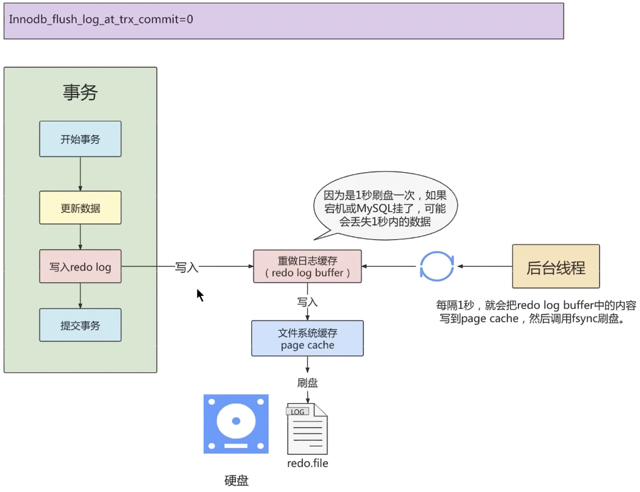 Innodb_flush_log_at_trx_commit=0
事务
开始事务
更新数据
写入redo log
提交事务
写入
因为是1秒刷盘一次，如果
宕机或MySQL挂了，可能
会丢失1秒内的数据
重做日志缓存
（redo log buffer）
写入
文件系统缓存
page cache
刷盘
LOG
redo.file
硬盘
后台线程
每隔1秒，就会把redo log buffer中的内容
写到page cache，然后调用fsync刷盘。